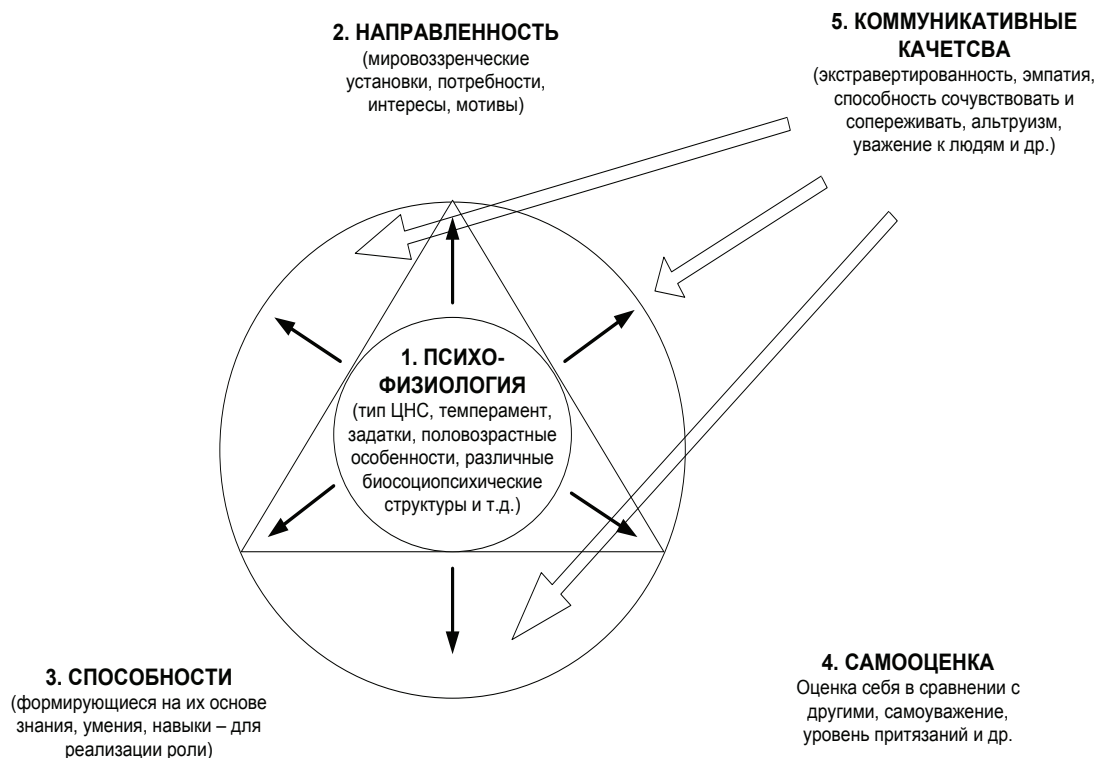 2. НАПРАВЛЕННОСТЬ
(мировоззренческие
установки, потребности,
интересы, мотивы)
5. КОММУНИКАТИВНЫЕ
КАЧЕТСВА
(экстравертированность, эмпатия,
способность сочувствовать и
сопереживать, альтруизм,
уважение к людям и др.)
1. ПСИХО-
ФИЗИОЛОГИЯ
(тип ЦНС, темперамент,
задатки, половозрастные
особенности, различные
биосоциопсихические
структуры и т.д.)
3. СПОСОБНОСТИ
(формирующиеся на их основе
знания, умения, навыки – для
реализации роли)
4. САМООЦЕНКА
Оценка себя в сравнении с
другими, самоуважение,
уровень притязаний и др.